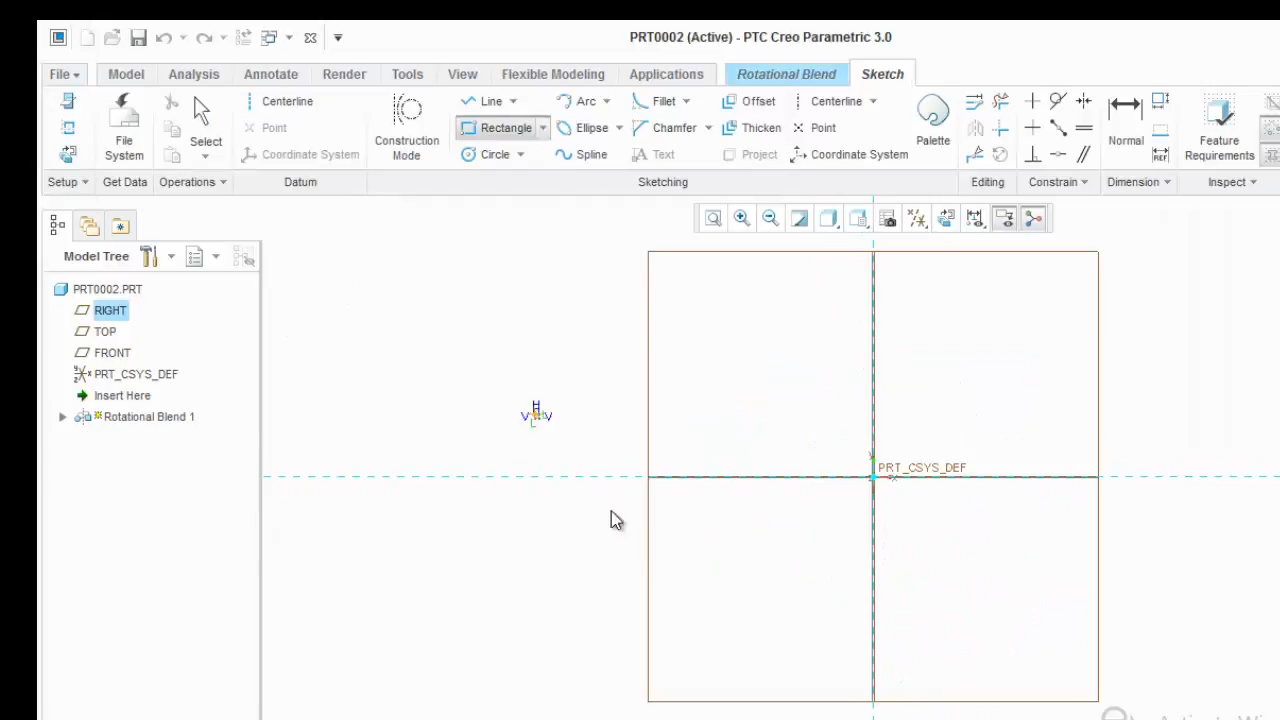 PRT0002 (Active) - PTC Creo Parametric 3.0
File Model Analysis Annotate Render Tools View Flexible Modeling Applications Rotational Blend Sketch
Centerline Line Arc Fillet Offset Centerline
File System Select Point Construction Mode Rectangle Ellipse Chamfer Thicken Point Palette Normal Feature Requirements
Coordinate System Circle Spline Text Project Coordinate System REF
Setup Get Data Operations Datum Sketching Editing Constrain Dimension Inspect
Model Tree
PRT0002.PRT
RIGHT
TOP
FRONT
PRT_CSYS_DEF
Insert Here
Rotational Blend 1
H
V V
L
PRT_CSYS_DEF